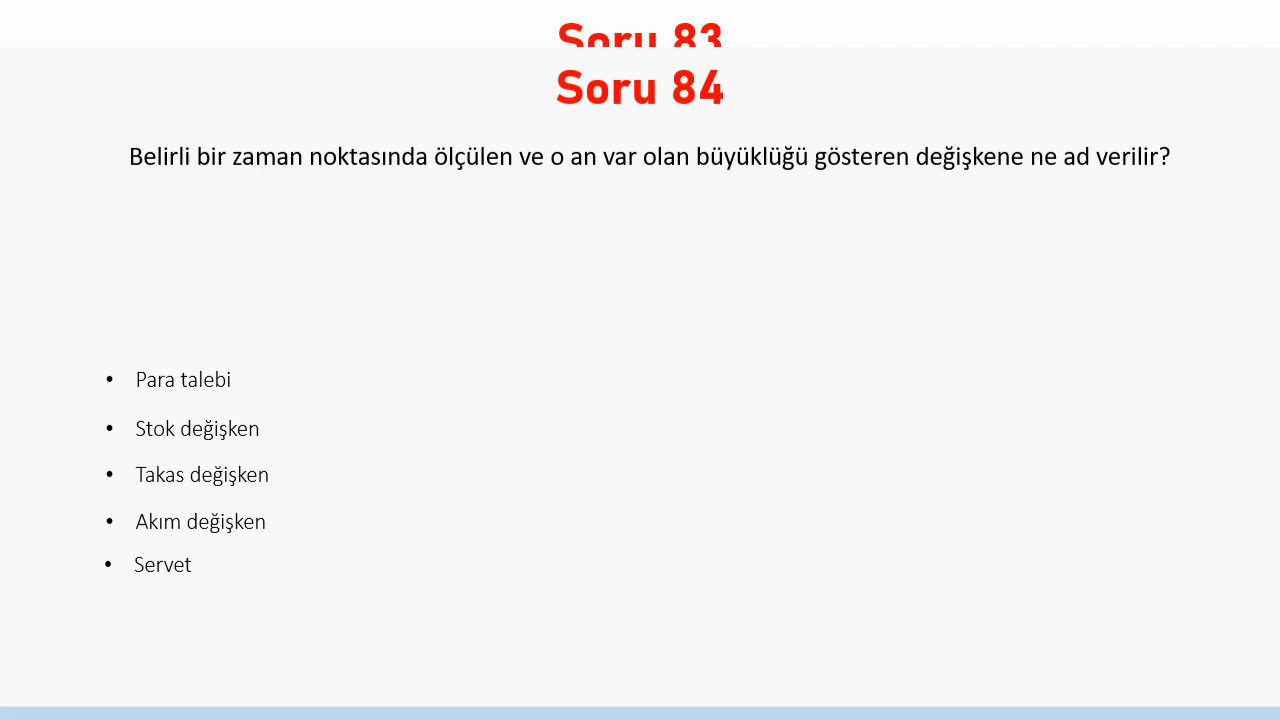 Soru 83
Soru 84
Belirli bir zaman noktasında ölçülen ve o an var olan büyüklüğü gösteren değişkene ne ad verilir?
• Para talebi
• Stok değişken
• Takas değişken
• Akım değişken
• Servet